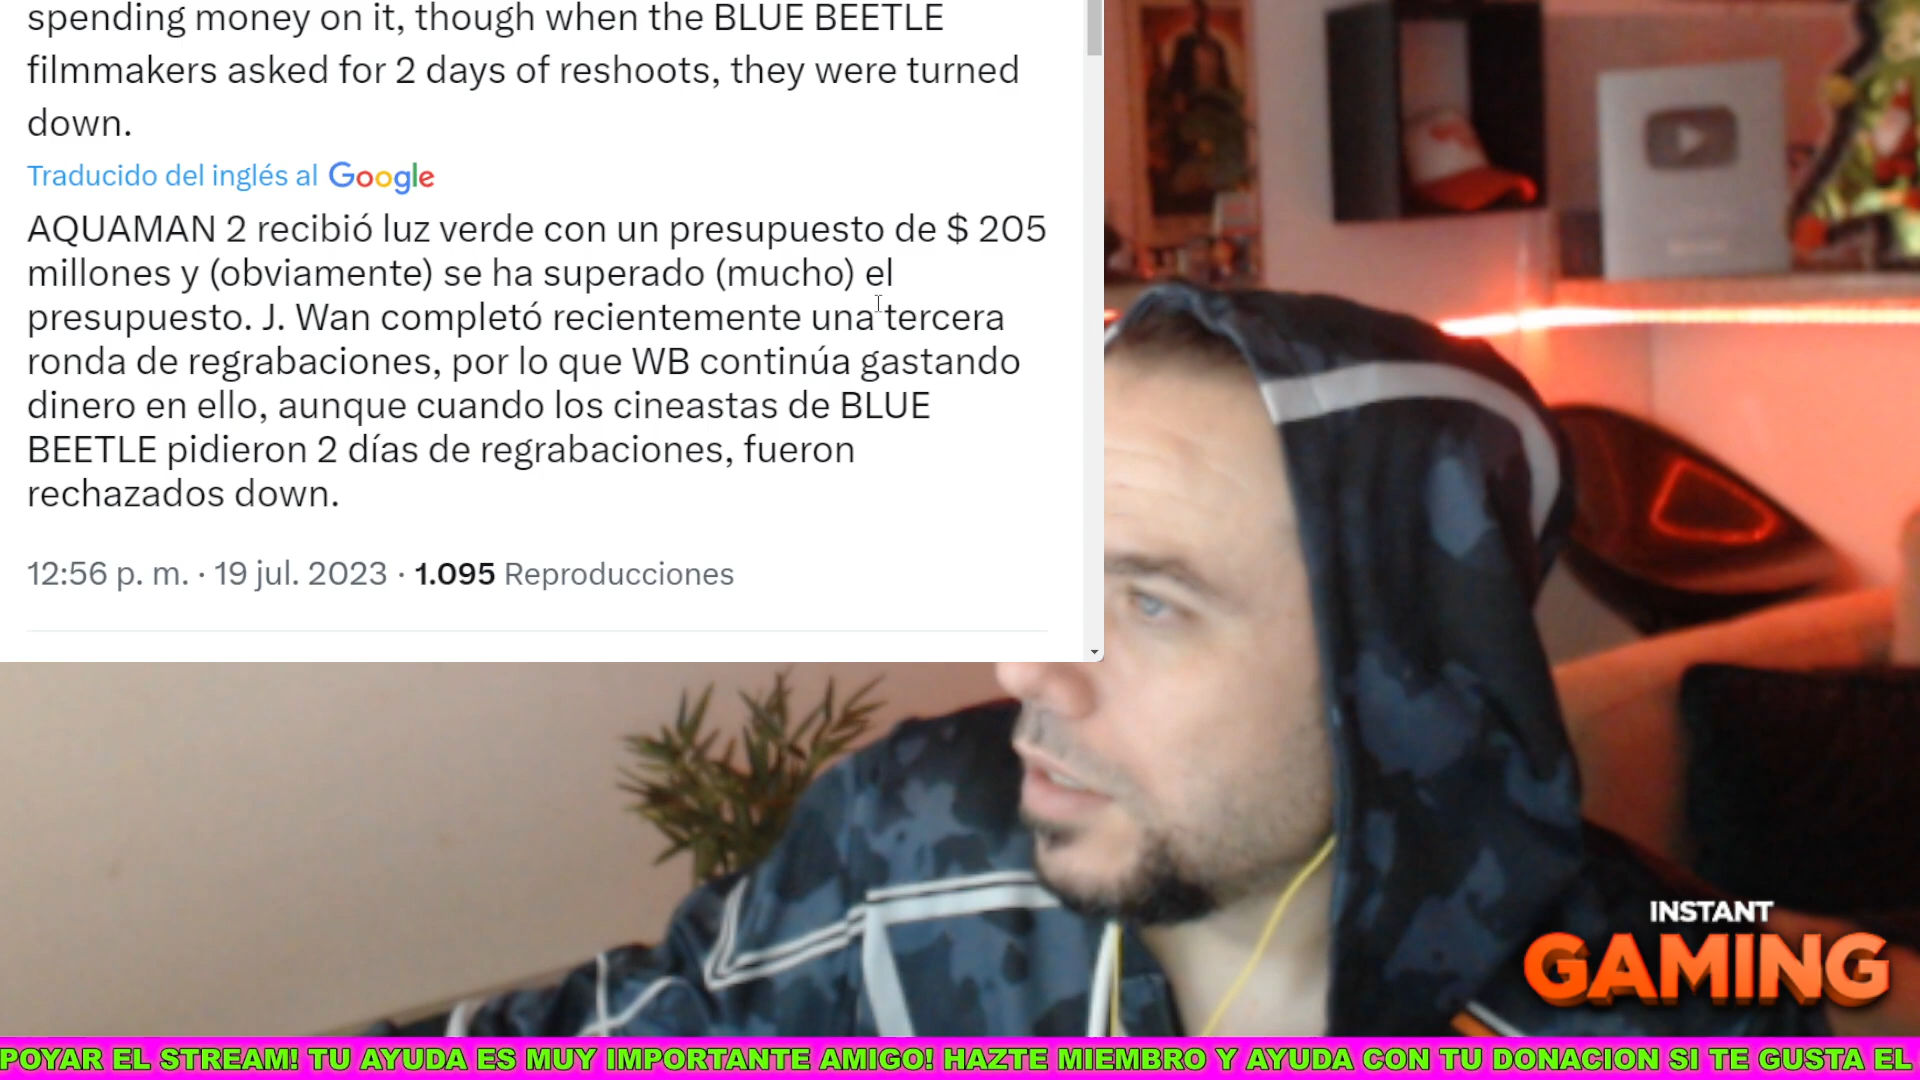 spending money on it, though when the BLUE BEETLE
filmmakers asked for 2 days of reshoots, they were turned
down.
Traducido del inglés al Google
AQUAMAN 2 recibió luz verde con un presupuesto de $ 205
millones y (obviamente) se ha superado (mucho) el
presupuesto. J. Wan completó recientemente una tercera
ronda de regrabaciones, por lo que WB continúa gastando
dinero en ello, aunque cuando los cineastas de BLUE
BEETLE pidieron 2 días de regrabaciones, fueron
rechazados down.
12:56 p. m. · 19 jul. 2023 · 1.095 Reproducciones
INSTANT
GAMING
POYAR EL STREAM! TU AYUDA ES MUY IMPORTANTE AMIGO! HAZTE MIEMBRO Y AYUDA CON TU DONACION SI TE GUSTA EL